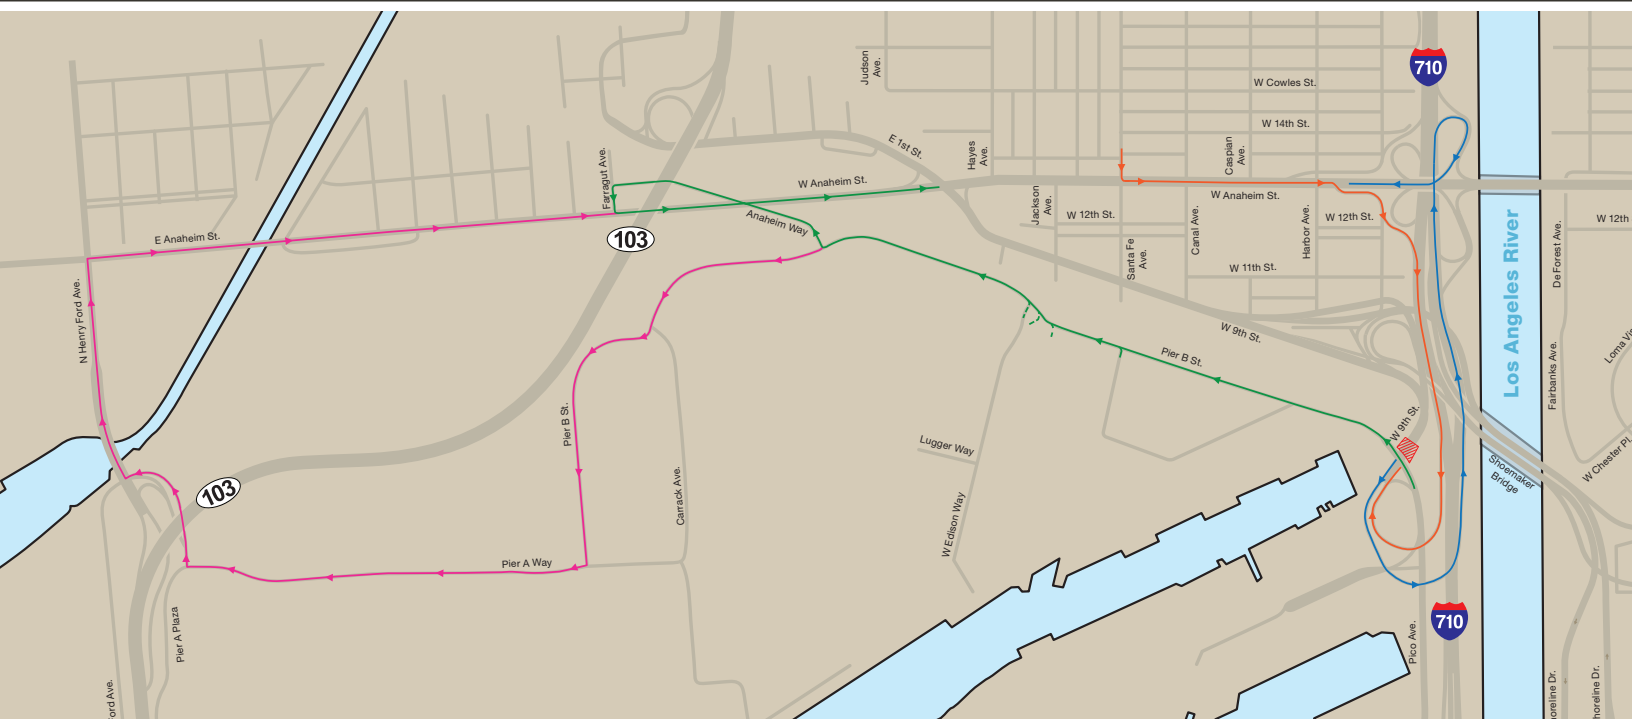 710
Judson
Ave.
W Cowles St.
W 14th St.
E 1st St.
Hayes
Ave.
Caspian
Ave.
Farragut Ave.
W Anaheim St.
W Anaheim St.
Jackson
Ave.
W 12th St.
W 12th St.
W 12th
Anaheim Way
E Anaheim St.
103
Canal Ave.
Harbor Ave.
Santa Fe
Ave.
W 11th St.
DeForest Ave.
Los Angeles River
N Henry Ford Ave.
W 9th St.
Pier B St.
Fairbanks Ave.
Loma Vis
W 9th St.
Pier B St.
Lugger Way
W Chester Pl.
Shoemaker
Bridge
103
Carrack Ave.
W Edison Way
Pier A Way
Pier A Plaza
710
Pico Ave.
ord Ave.
oreline Dr.
horeline Dr.